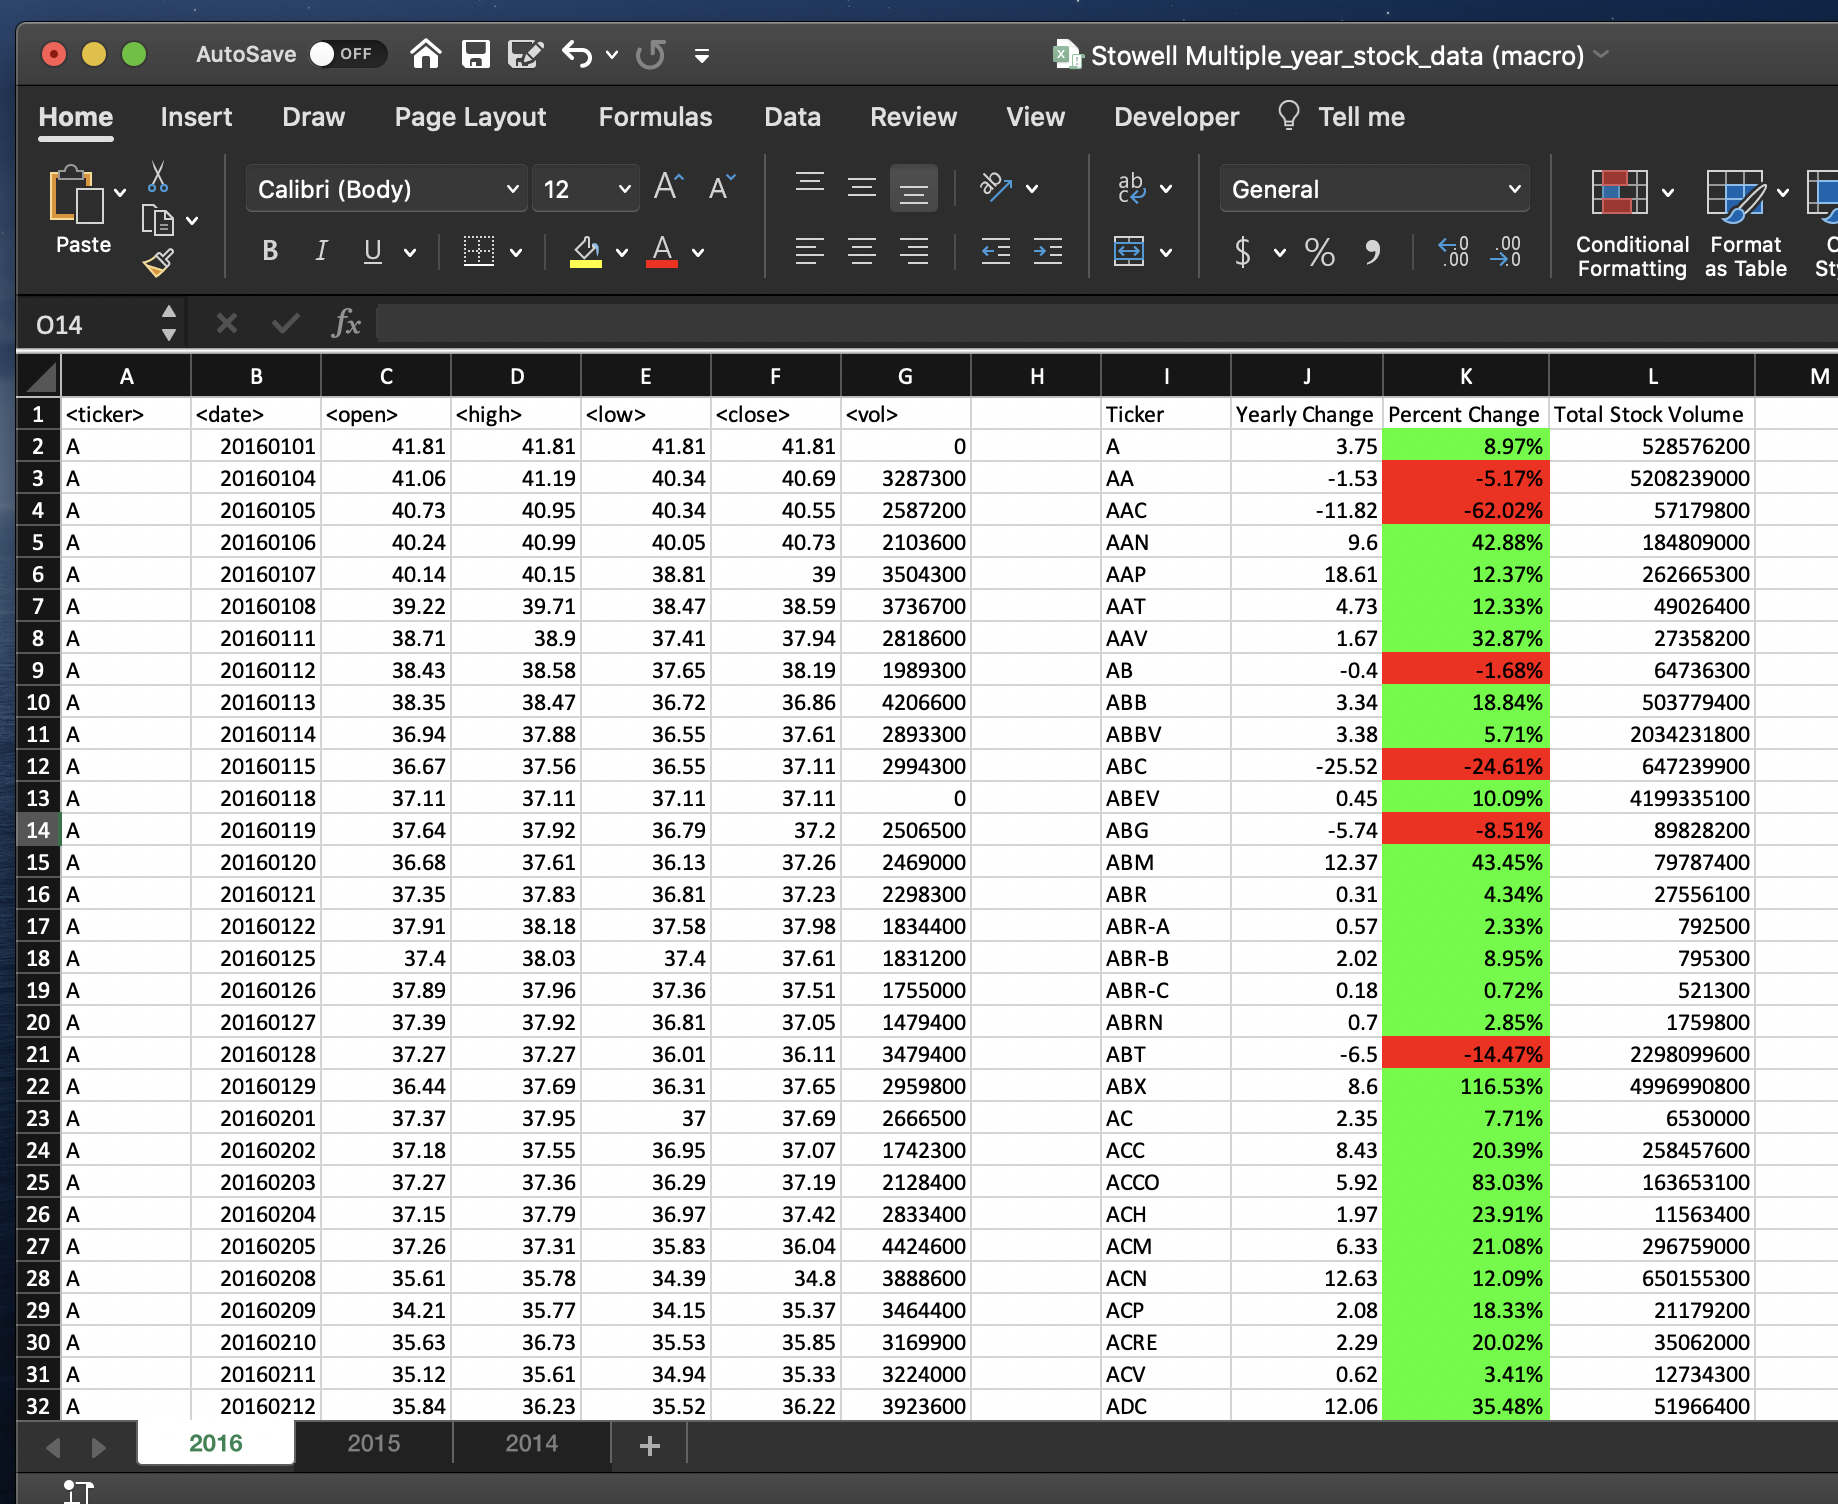 AutoSave OFF Stowell Multiple_year_stock_data (macro)
Home Insert Draw Page Layout Formulas Data Review View Developer Tell me
Paste Calibri (Body) 12 A A ab ab c General
B I U A $ % , 0 .00 .00 0
Conditional Formatting
Format as Table
O14 fx
A B C D E F G H I J K L M
1 <ticker> <date> <open> <high> <low> <close> <vol> Ticker Yearly Change Percent Change Total Stock Volume
2 A 20160101 41.81 41.81 41.81 41.81 0 A 3.75 8.97% 528576200
3 A 20160104 41.06 41.19 40.34 40.69 3287300 AA -1.53 -5.17% 5208239000
4 A 20160105 40.73 40.95 40.34 40.55 2587200 AAC -11.82 -62.02% 57179800
5 A 20160106 40.24 40.99 40.05 40.73 2103600 AAN 9.6 42.88% 184809000
6 A 20160107 40.14 40.15 38.81 39 3504300 AAP 18.61 12.37% 262665300
7 A 20160108 39.22 39.71 38.47 38.59 3736700 AAT 4.73 12.33% 49026400
8 A 20160111 38.71 38.9 37.41 37.94 2818600 AAV 1.67 32.87% 27358200
9 A 20160112 38.43 38.58 37.65 38.19 1989300 AB -0.4 -1.68% 64736300
10 A 20160113 38.35 38.47 36.72 36.86 4206600 ABB 3.34 18.84% 503779400
11 A 20160114 36.94 37.88 36.55 37.61 2893300 ABBV 3.38 5.71% 2034231800
12 A 20160115 36.67 37.56 36.55 37.11 2994300 ABC -25.52 -24.61% 647239900
13 A 20160118 37.11 37.11 37.11 37.11 0 ABEV 0.45 10.09% 4199335100
14 A 20160119 37.64 37.92 36.79 37.2 2506500 ABG -5.74 -8.51% 89828200
15 A 20160120 36.68 37.61 36.13 37.26 2469000 ABM 12.37 43.45% 79787400
16 A 20160121 37.35 37.83 36.81 37.23 2298300 ABR 0.31 4.34% 27556100
17 A 20160122 37.91 38.18 37.58 37.98 1834400 ABR-A 0.57 2.33% 792500
18 A 20160125 37.4 38.03 37.4 37.61 1831200 ABR-B 2.02 8.95% 795300
19 A 20160126 37.89 37.96 37.36 37.51 1755000 ABR-C 0.18 0.72% 521300
20 A 20160127 37.39 37.92 36.81 37.05 1479400 ABRN 0.7 2.85% 1759800
21 A 20160128 37.27 37.27 36.01 36.11 3479400 ABT -6.5 -14.47% 2298099600
22 A 20160129 36.44 37.69 36.31 37.65 2959800 ABX 8.6 116.53% 4996990800
23 A 20160201 37.37 37.95 37 37.69 2666500 AC 2.35 7.71% 6530000
24 A 20160202 37.18 37.55 36.95 37.07 1742300 ACC 8.43 20.39% 258457600
25 A 20160203 37.27 37.36 36.29 37.19 2128400 ACCO 5.92 83.03% 163653100
26 A 20160204 37.15 37.79 36.97 37.42 2833400 ACH 1.97 23.91% 11563400
27 A 20160205 37.26 37.31 35.83 36.04 4424600 ACM 6.33 21.08% 296759000
28 A 20160208 35.61 35.78 34.39 34.8 3888600 ACN 12.63 12.09% 650155300
29 A 20160209 34.21 35.77 34.15 35.37 3464400 ACP 2.08 18.33% 21179200
30 A 20160210 35.63 36.73 35.53 35.85 3169900 ACRE 2.29 20.02% 35062000
31 A 20160211 35.12 35.61 34.94 35.33 3224000 ACV 0.62 3.41% 12734300
32 A 20160212 35.84 36.23 35.52 36.22 3923600 ADC 12.06 35.48% 51966400
2016 2015 2014 +